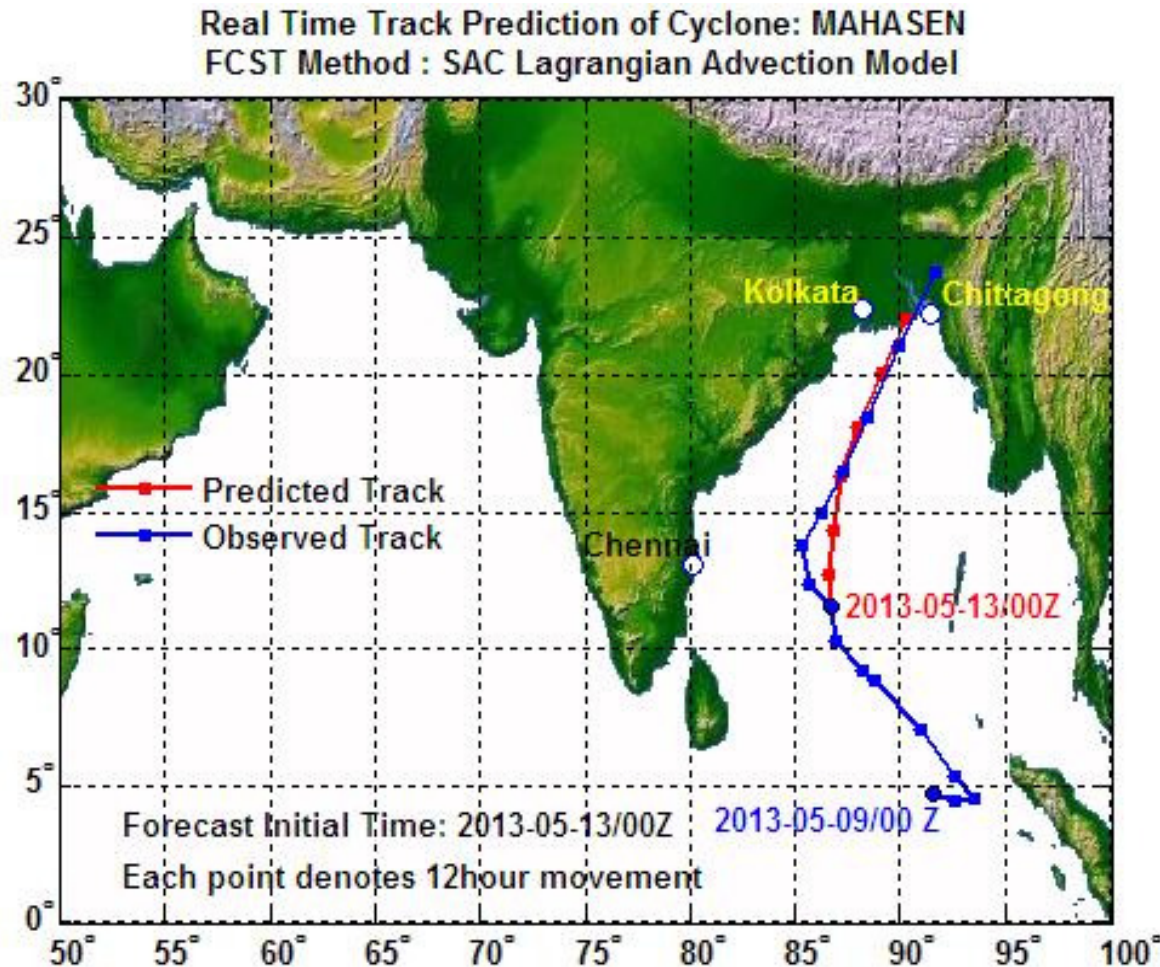 Real Time Track Prediction of Cyclone: MAHASEN
FCST Method : SAC Lagrangian Advection Model
30°
25°
Kolkata
Chittagong
20°
Predicted Track
15°
Observed Track
Chennai
2013-05-13/00Z
10°
5°
2013-05-09/00 Z
Forecast Initial Time: 2013-05-13/00Z
Each point denotes 12hour movement
0°
50° 55° 60° 65° 70° 75° 80° 85° 90° 95° 100°